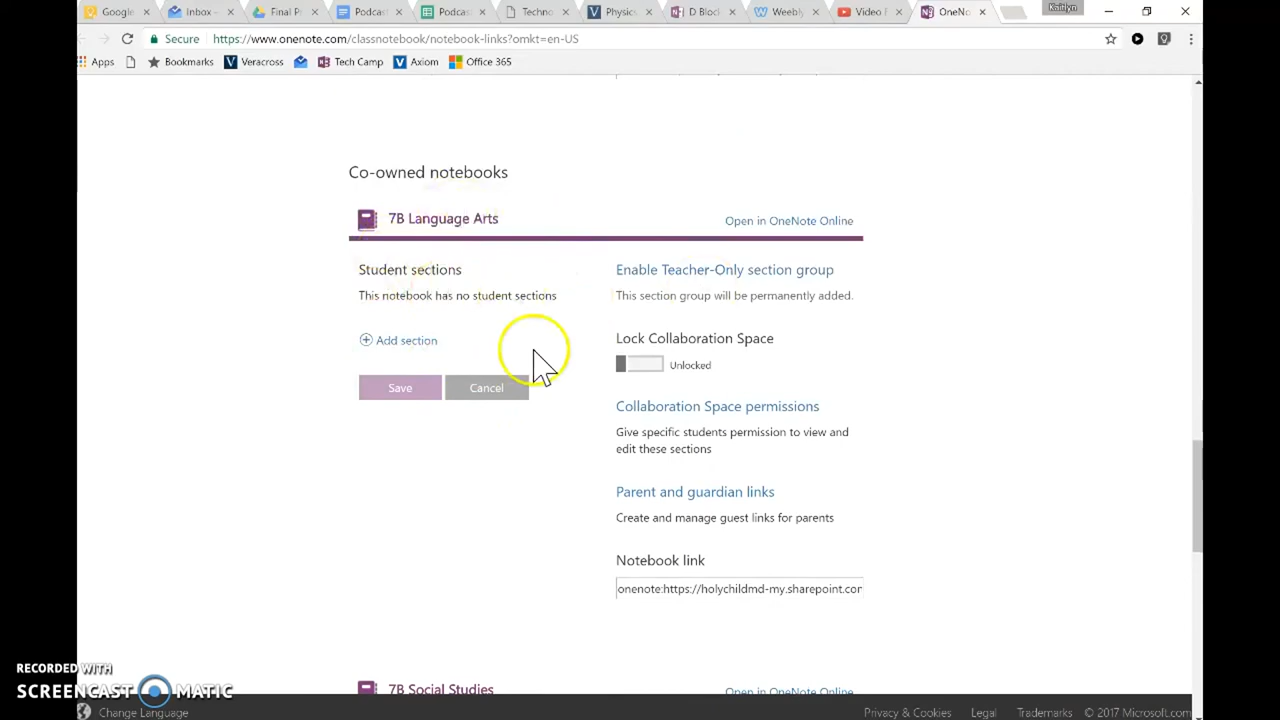 Google
Inbox -
Final P
Podcas
Podcas
Techno
Physics
D Bloc
Weebly
Video E
OneNo
Kaitlyn
Secure
https://www.onenote.com/classnotebook/notebook-links?omkt=en-US
Apps
Bookmarks
Veracross
Tech Camp
Axiom
Office 365
Co-owned notebooks
7B Language Arts
Open in OneNote Online
Student sections
This notebook has no student sections
Add section
Save
Cancel
Enable Teacher-Only section group
This section group will be permanently added.
Lock Collaboration Space
Unlocked
Collaboration Space permissions
Give specific students permission to view and
edit these sections
Parent and guardian links
Create and manage guest links for parents
Notebook link
onenote:https://holychildmd-my.sharepoint.cor
7B Social Studies
Open in OneNote Online
RECORDED WITH
SCREENCAST MATIC
Change Language
Privacy & Cookies
Legal
Trademarks
© 2017 Microsoft.com